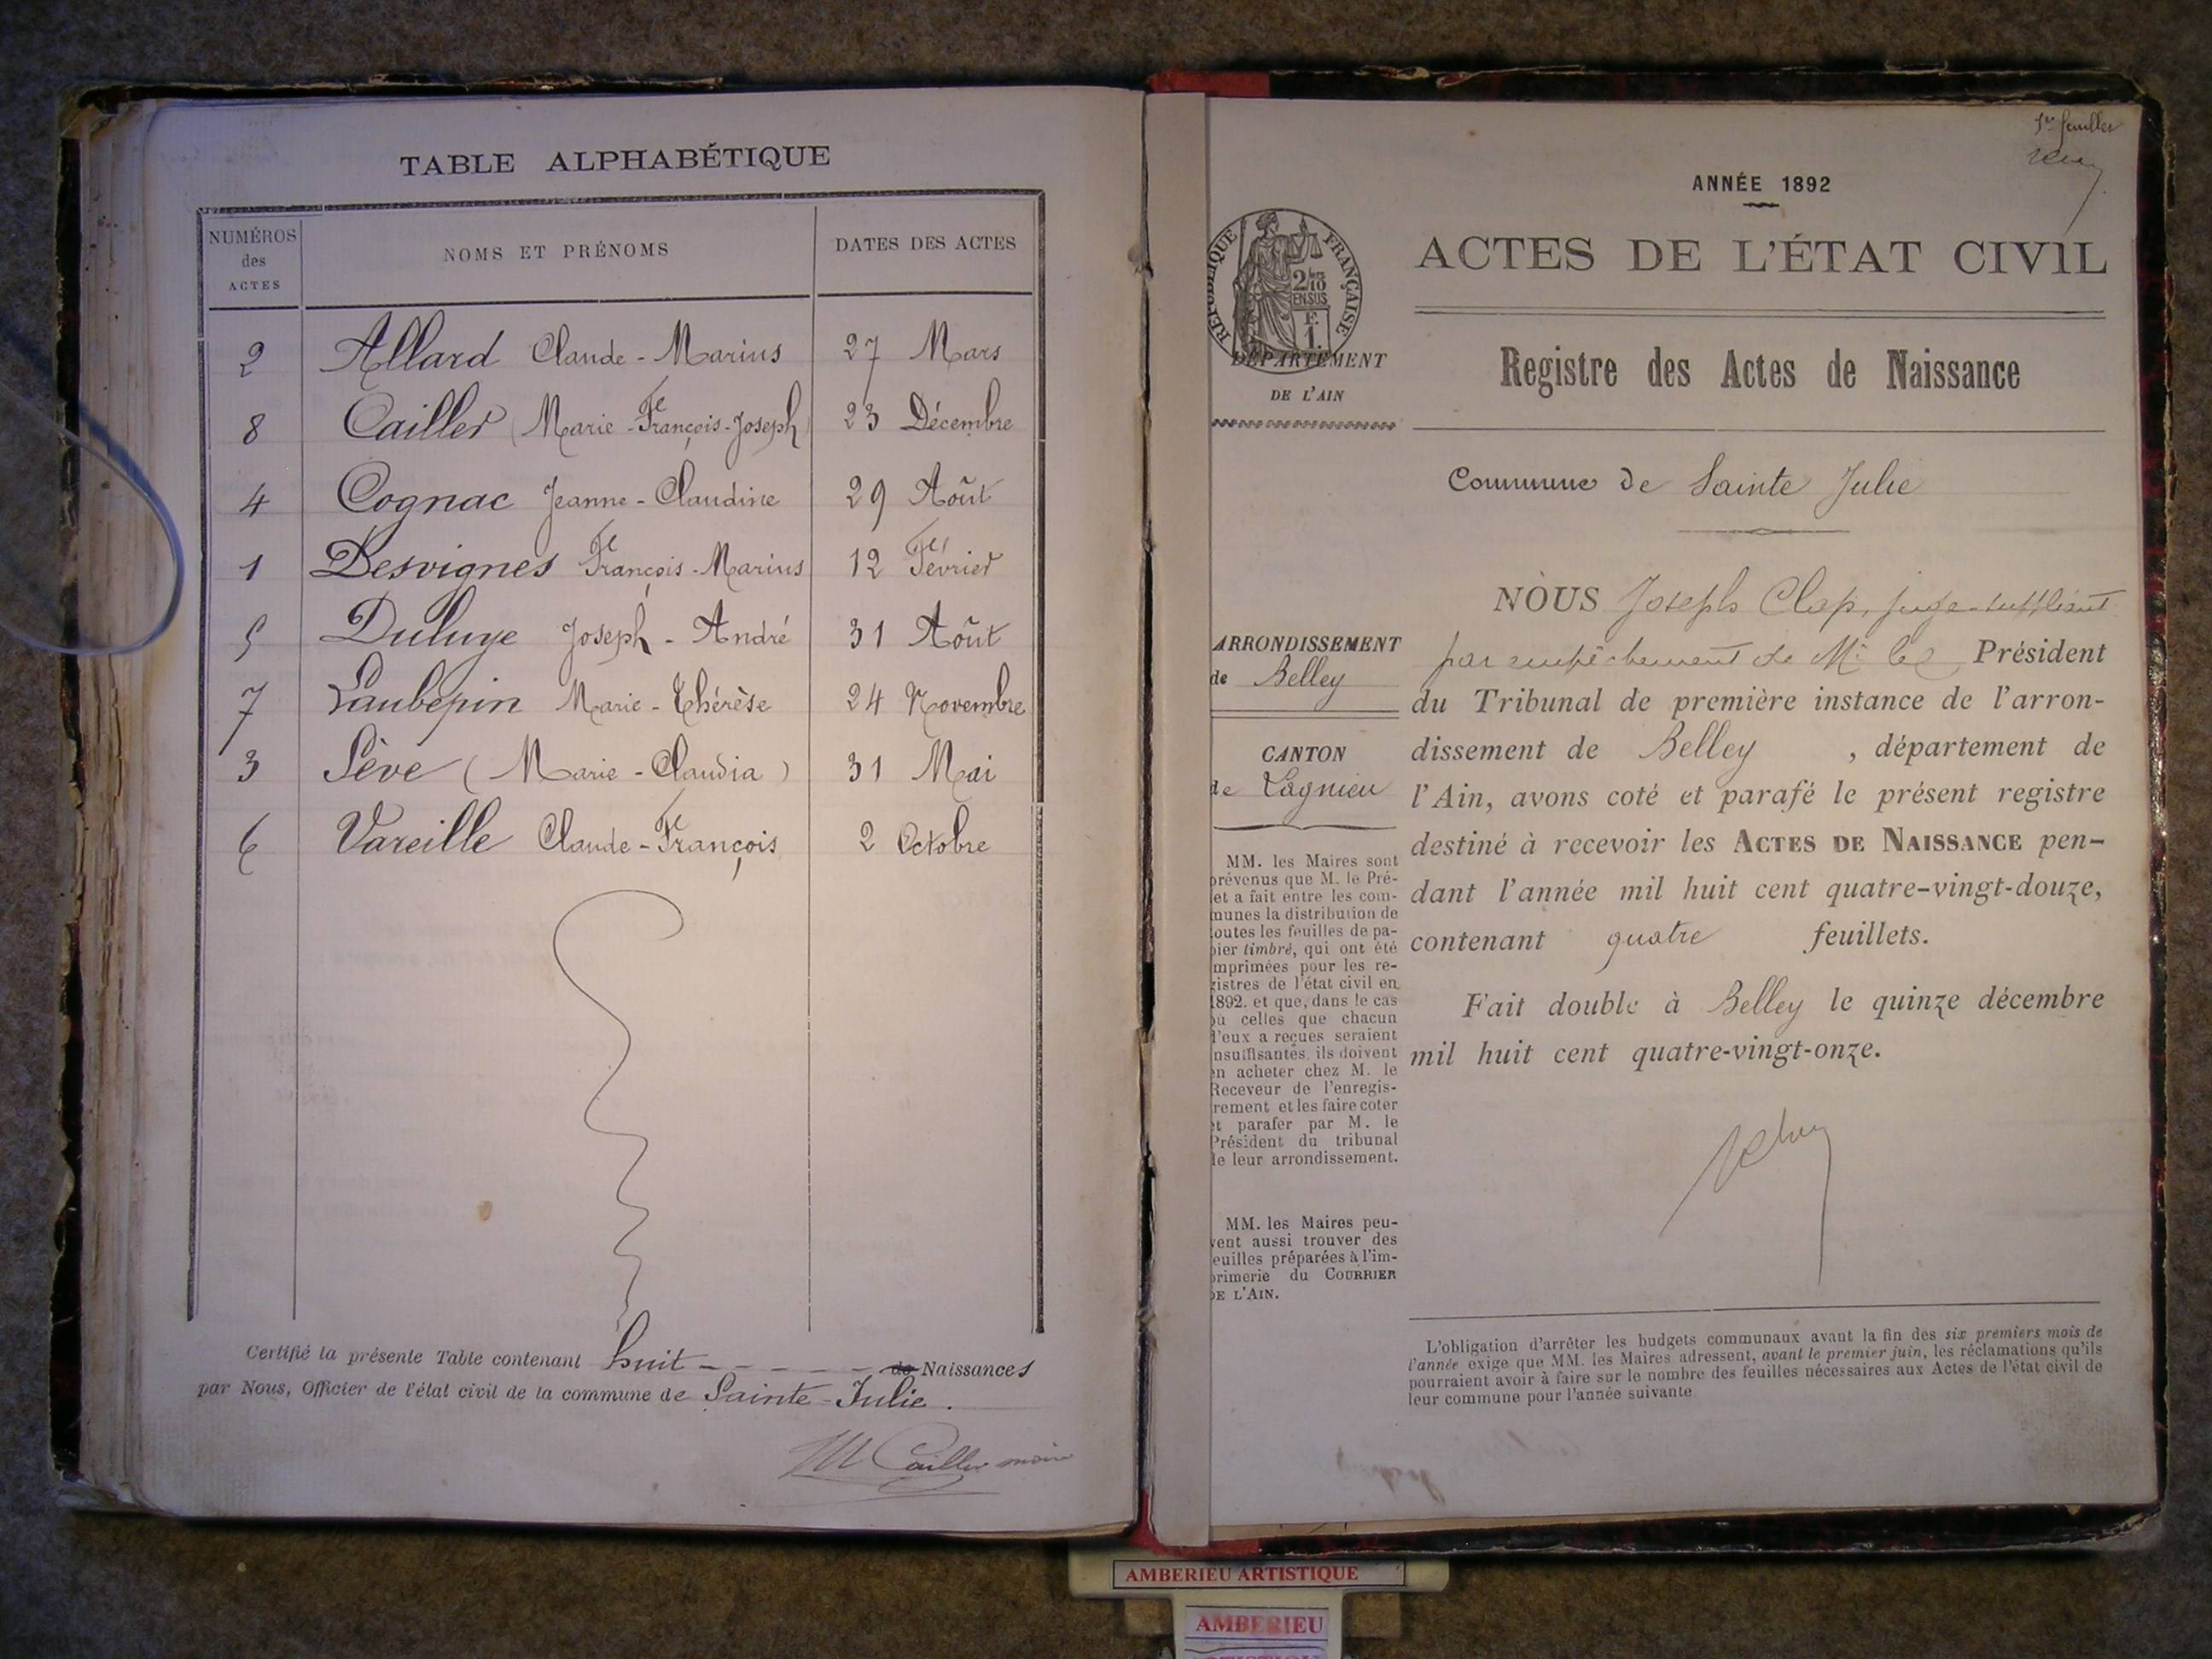 TABLE ALPHABÉTIQUE
NUMÉROS des ACTES NOMS ET PRÉNOMS DATES DES ACTES
2 Allard Claude-Marius 27 Mars
8 Cailler (Marie-François-Joseph) 23 Décembre
4 Cognac Jeanne-Claudine 29 Août
1 Desvignes François-Marius 12 Février
5 Duluye Joseph-André 31 Août
7 Laubepin Marie-Thérèse 24 Novembre
3 Sève (Marie-Claudia) 31 Mai
6 Vareille Claude-François 2 Octobre
Certifié la présente Table contenant huit - - - - - de Naissances
par Nous, Officier de l'état civil de la commune de Sainte-Julie.
M Cailler maire
1er feuillet
ANNÉE 1892
RÉPUBLIQUE FRANÇAISE
2/10
EN SUS
F.
1.
ACTES DE L'ÉTAT CIVIL
DÉPARTEMENT
DE L'AIN
Registre des Actes de Naissance
Commune de Sainte Julie
ARRONDISSEMENT
de Belley
CANTON
de Lagnieu
MM. les Maires sont
prévenus que M. le Pré-
et a fait entre les com-
munes la distribution de
toutes les feuilles de pa-
pier timbré, qui ont été
imprimées pour les re-
gistres de l'état civil en
1892. et que, dans le cas
où celles que chacun
d'eux a reçues seraient
insuffisantes, ils doivent
en acheter chez M. le
Receveur de l'enregis-
trement et les faire coter
et parafer par M. le
Président du tribunal
de leur arrondissement.
MM. les Maires peu-
vent aussi trouver des
feuilles préparées à l'im-
primerie du COURRIER
DE L'AIN.
NOUS Joseph Clap, juge-suppléant
par empêchement de Mr le Président
du Tribunal de première instance de l'arron-
dissement de Belley, département de
l'Ain, avons coté et parafé le présent registre
destiné à recevoir les ACTES DE NAISSANCE pen-
dant l'année mil huit cent quatre-vingt-douze,
contenant quatre feuillets.
Fait double à Belley le quinze décembre
mil huit cent quatre-vingt-onze.
L'obligation d'arrêter les budgets communaux avant la fin des six premiers mois de
l'année exige que MM. les Maires adressent, avant le premier juin, les réclamations qu'ils
pourraient avoir à faire sur le nombre des feuilles nécessaires aux Actes de l'état civil de
leur commune pour l'année suivante
AMBERIEU ARTISTIQUE
AMBERIEU